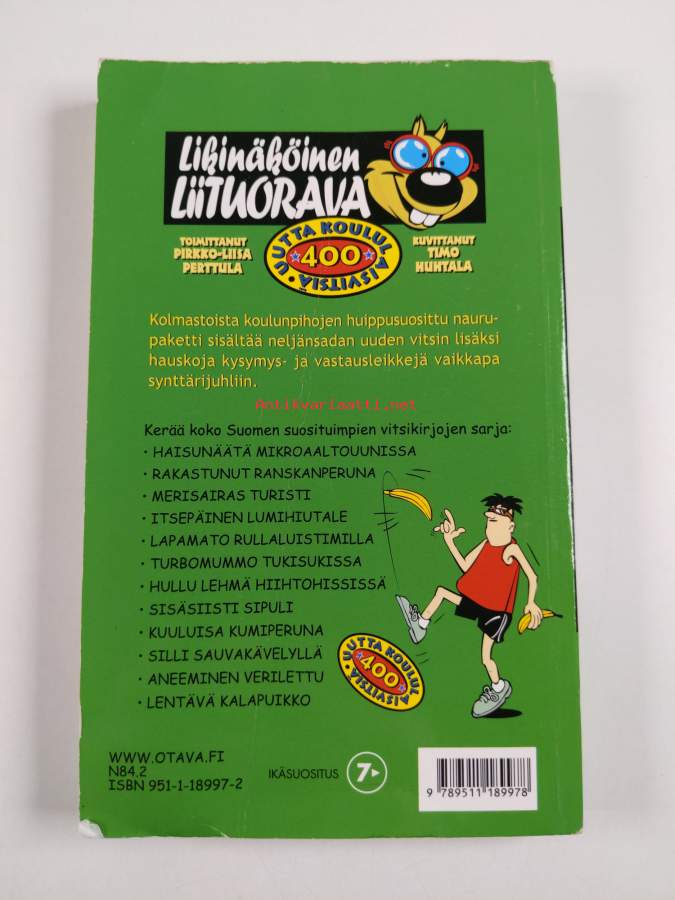 Likinäköinen
LiiTUORAVA
TOIMITTANUT
PIRKKO-LIISA
PERTTULA
UUTTA KOULULAISVITSIÄ
400
KUVITTANUT
TIMO
HUHTALA
Kolmastoista koulunpihojen huippusuosittu nauru-
paketti sisältää neljänsadan uuden vitsin lisäksi
hauskoja kysymys- ja vastausleikkejä vaikkapa
synttärijuhliin.
Antikvariaatti.net
Kerää koko Suomen suosituimpien vitsikirjojen sarja:
• HAISUNÄÄTÄ MIKROAALTOUUNISSA
• RAKASTUNUT RANSKANPERUNA
• MERISAIRAS TURISTI
• ITSEPÄINEN LUMIHIUTALE
• LAPAMATO RULLALUISTIMILLA
• TURBOMUMMO TUKISUKISSA
• HULLU LEHMÄ HIIHTOHISSISSÄ
• SISÄSIISTI SIPULI
• KUULUISA KUMIPERUNA
• SILLI SAUVAKÄVELYLLÄ
• ANEEMINEN VERILETTU
• LENTÄVÄ KALAPUIKKO
UUTTA KOULULAISVITSIÄ
400
WWW.OTAVA.FI
N84.2
ISBN 951-1-18997-2
IKÄSUOSITUS 7
9 789511 189978